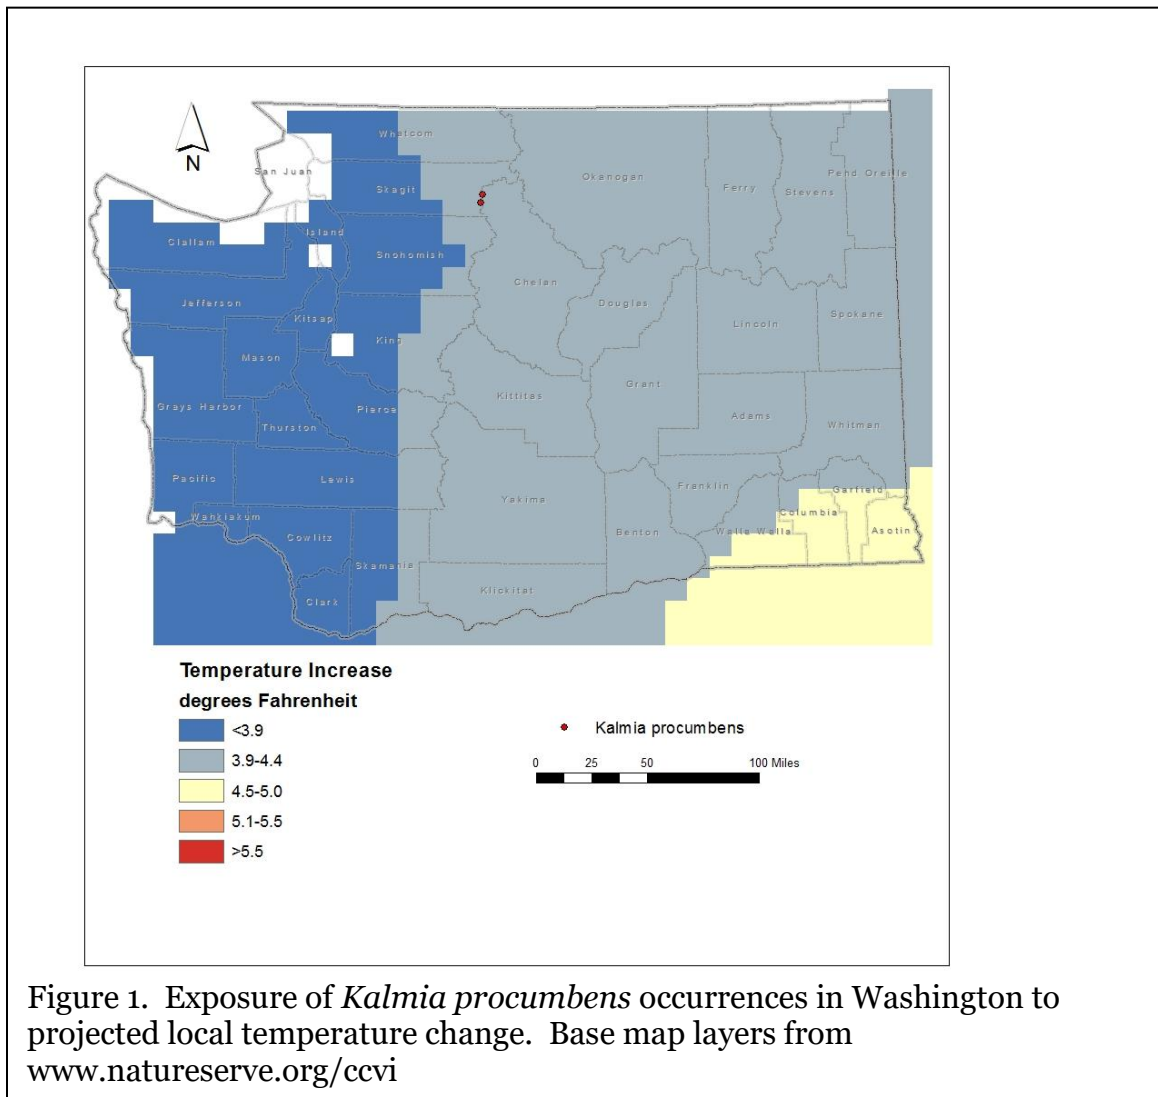 N
San Juan
Whatcom
Skagit
Okanogan
Ferry
Stevens
Pend Oreille
Clallam
Island
Snohomish
Chelan
Jefferson
Kitsap
Douglas
Lincoln
Spokane
King
Mason
Kittitas
Grant
Grays Harbor
Thurston
Pierce
Adams
Whitman
Pacific
Lewis
Yakima
Franklin
Garfield
Wahkiakum
Cowlitz
Benton
Walla Walla
Columbia
Asotin
Skamania
Clark
Klickitat
Temperature Increase
degrees Fahrenheit
<3.9
3.9-4.4
4.5-5.0
5.1-5.5
>5.5
Kalmia procumbens
0 25 50 100 Miles
Figure 1. Exposure of Kalmia procumbens occurrences in Washington to
projected local temperature change. Base map layers from
www.natureserve.org/ccvi